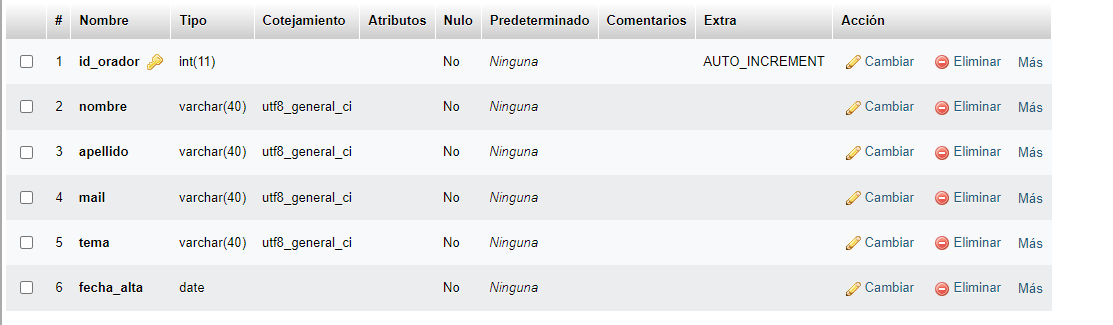 # Nombre Tipo Cotejamiento Atributos Nulo Predeterminado Comentarios Extra Acción
1 id_orador int(11) No Ninguna AUTO_INCREMENT Cambiar Eliminar Más
2 nombre varchar(40) utf8_general_ci No Ninguna Cambiar Eliminar Más
3 apellido varchar(40) utf8_general_ci No Ninguna Cambiar Eliminar Más
4 mail varchar(40) utf8_general_ci No Ninguna Cambiar Eliminar Más
5 tema varchar(40) utf8_general_ci No Ninguna Cambiar Eliminar Más
6 fecha_alta date No Ninguna Cambiar Eliminar Más